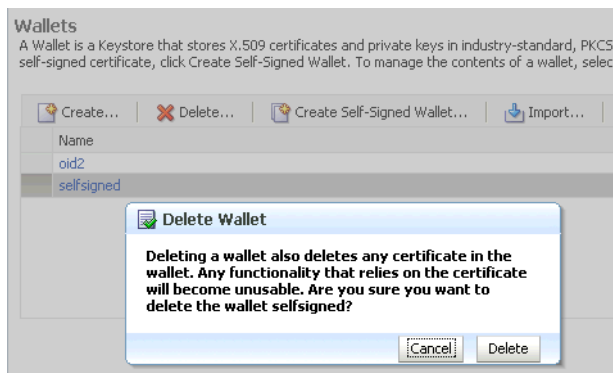 Wallets
A Wallet is a Keystore that stores X.509 certificates and private keys in industry-standard, PKCS
self-signed certificate, click Create Self-Signed Wallet. To manage the contents of a wallet, selec
Create... Delete... Create Self-Signed Wallet... Import...
Name
oid2
selfsigned
Delete Wallet
Deleting a wallet also deletes any certificate in the
wallet. Any functionality that relies on the certificate
will become unusable. Are you sure you want to
delete the wallet selfsigned?
Cancel Delete